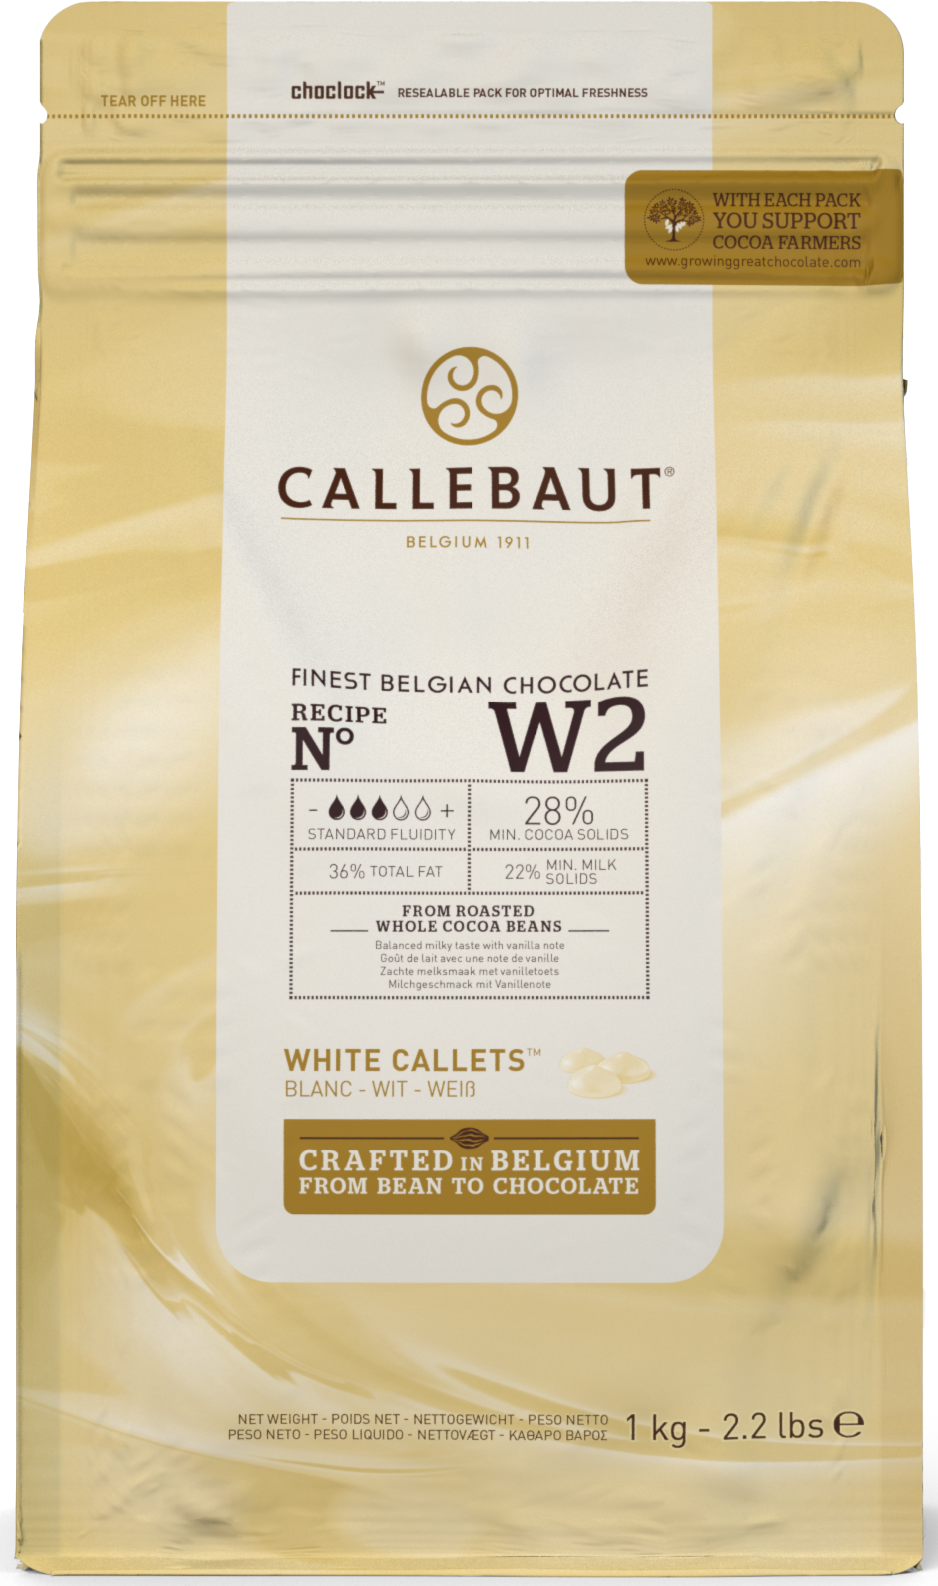 choclock™ RESEALABLE PACK FOR OPTIMAL FRESHNESS
TEAR OFF HERE
WITH EACH PACK
YOU SUPPORT
COCOA FARMERS
www.growinggreatchocolate.com
CALLEBAUT®
BELGIUM 1911
FINEST BELGIAN CHOCOLATE
RECIPE
Nº W2
- +
STANDARD FLUIDITY
28%
MIN. COCOA SOLIDS
36% TOTAL FAT
22% MIN. MILK
SOLIDS
FROM ROASTED
WHOLE COCOA BEANS
Balanced milky taste with vanilla note
Goût de lait avec une note de vanille
Zachte melksmaak met vanilletoets
Milchgeschmack mit Vanillenote
WHITE CALLETS™
BLANC - WIT - WEIß
CRAFTED IN BELGIUM
FROM BEAN TO CHOCOLATE
NET WEIGHT - POIDS NET - NETTOGEWICHT - PESO NETTO
PESO NETO - PESO LIQUIDO - NETTOVÆGT - ΚΑΘΑΡΟ ΒΑΡΟΣ
1 kg - 2.2 lbs ℮